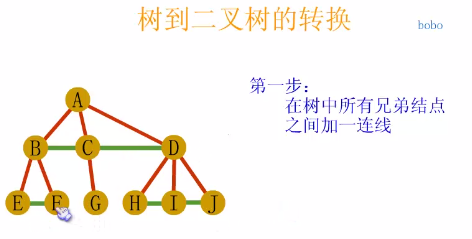 树到二叉树的转换
bobo
第一步：
在树中所有兄弟结点
之间加一连线
A
B C D
E F G H I J